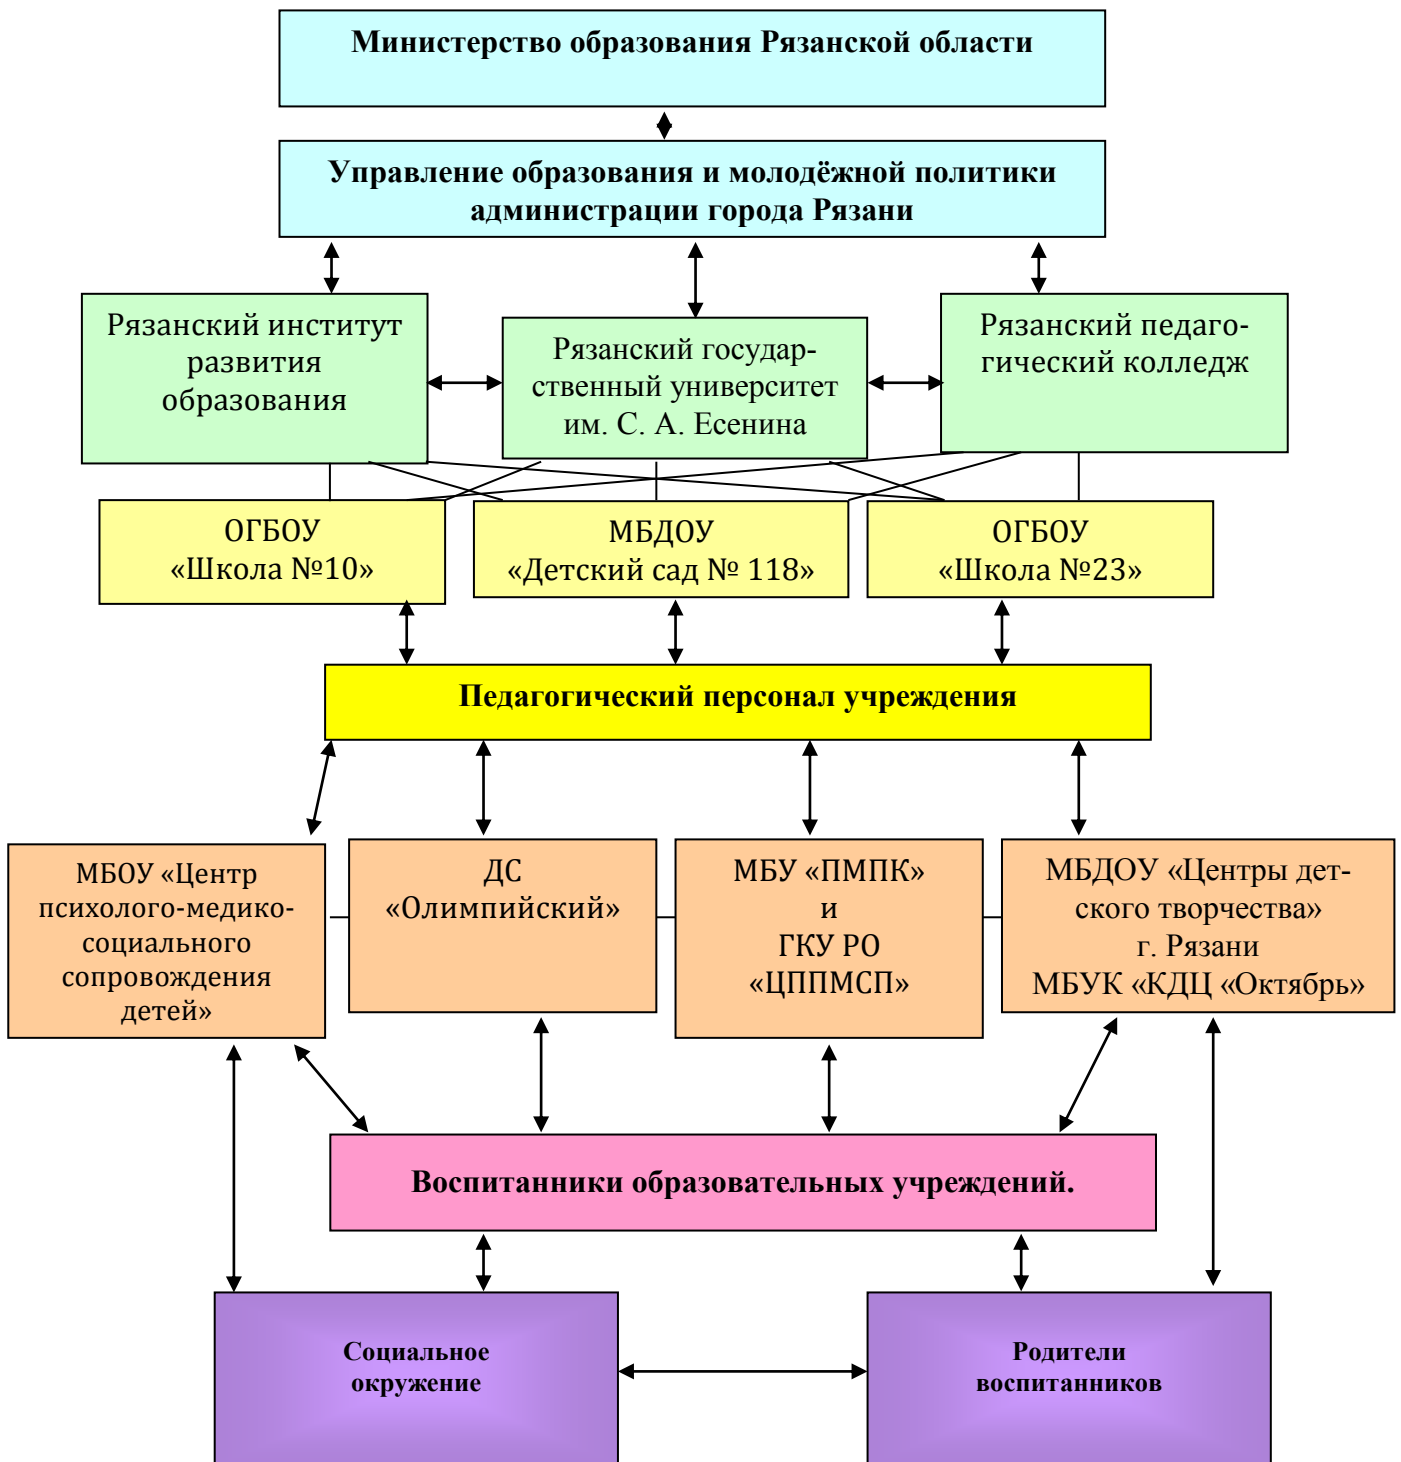 Министерство образования Рязанской области
Управление образования и молодёжной политики
администрации города Рязани
Рязанский институт
развития
образования
Рязанский государ-
ственный университет
им. С. А. Есенина
Рязанский педаго-
гический колледж
ОГБОУ
«Школа №10»
МБДОУ
«Детский сад № 118»
ОГБОУ
«Школа №23»
Педагогический персонал учреждения
МБОУ «Центр
психолого-медико-
социального
сопровождения
детей»
ДС
«Олимпийский»
МБУ «ПМПК»
и
ГКУ РО
«ЦППМСП»
МБДОУ «Центры дет-
ского творчества»
г. Рязани
МБУК «КДЦ «Октябрь»
Воспитанники образовательных учреждений.
Социальное
окружение
Родители
воспитанников